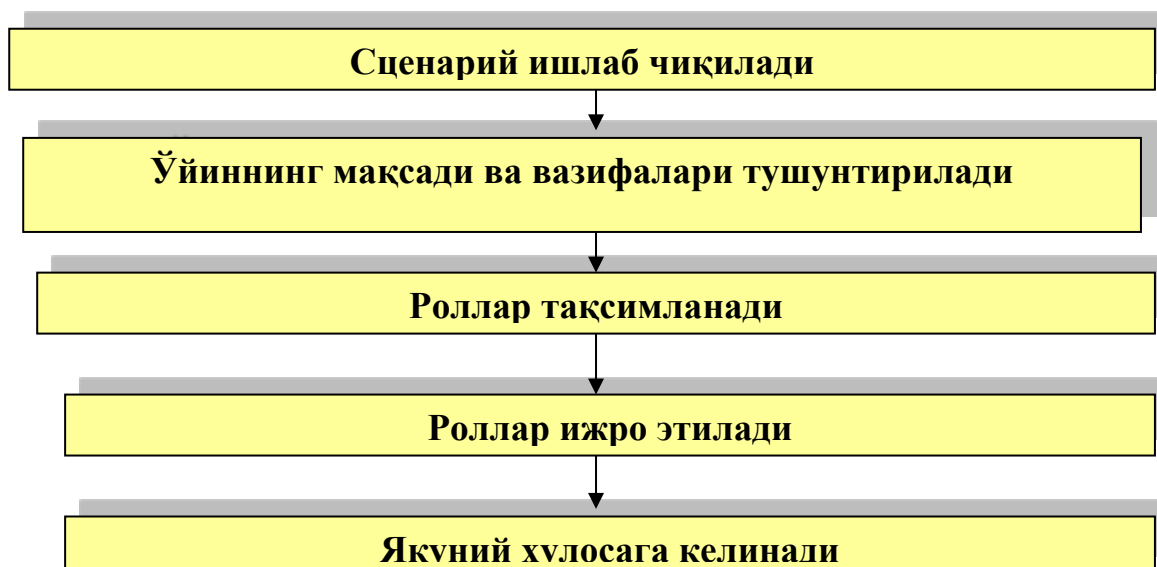 Сценарий ишлаб чиқилади
Ўйиннинг мақсади ва вазифалари тушунтирилади
Роллар тақсимланади
Роллар ижро этилади
Якуний хулосага келинади